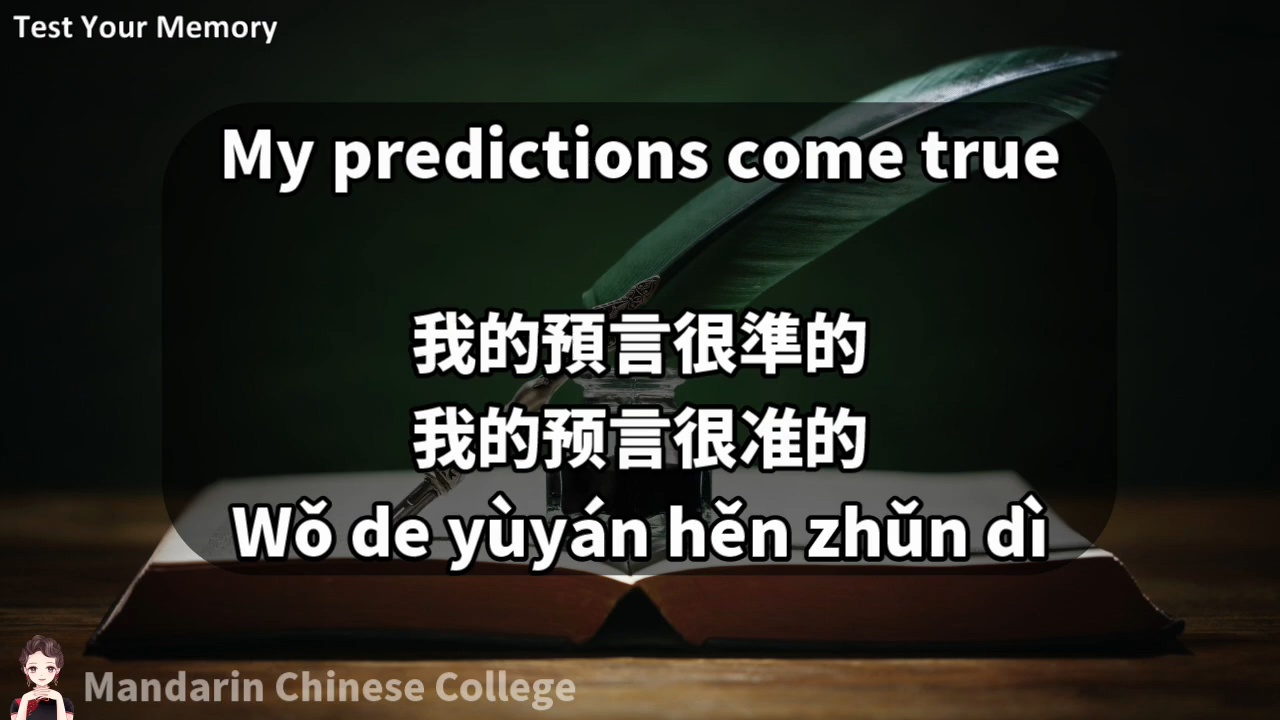 Test Your Memory
My predictions come true
我的預言很準的
我的预言很准的
Wǒ de yùyán hěn zhǔn dì
Mandarin Chinese College